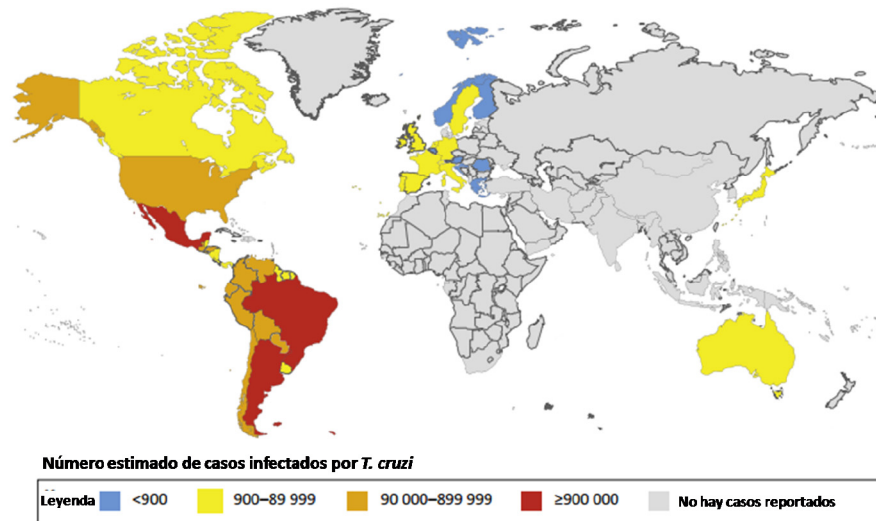 Número estimado de casos infectados por T. cruzi
Leyenda <900 900–89 999 90 000–899 999 ≥900 000 No hay casos reportados